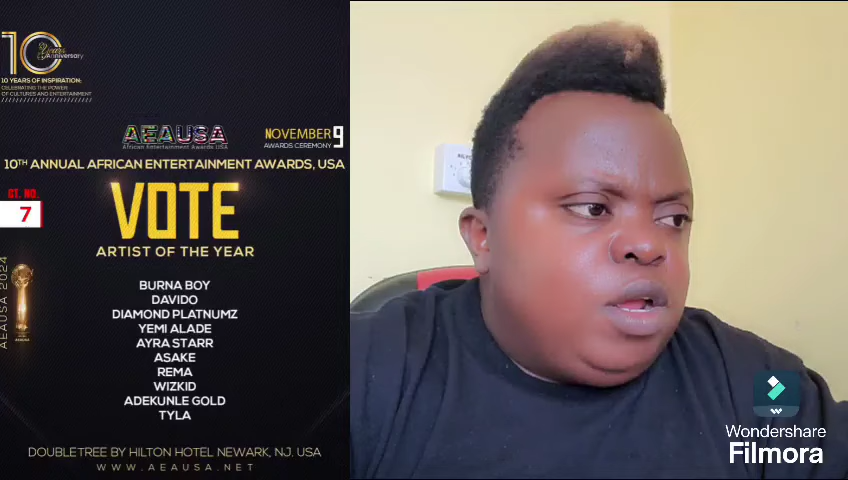 10 Years Anniversary
10 YEARS OF INSPIRATION:
CELEBRATING THE POWER
OF CULTURES AND ENTERTAINMENT
AEAUSA
African Entertainment Awards USA
NOVEMBER 9
AWARDS CEREMONY
10TH ANNUAL AFRICAN ENTERTAINMENT AWARDS, USA
CT. NO.
7
VOTE
ARTIST OF THE YEAR
AEAUSA 2024
BURNA BOY
DAVIDO
DIAMOND PLATNUMZ
YEMI ALADE
AYRA STARR
ASAKE
REMA
WIZKID
ADEKUNLE GOLD
TYLA
DOUBLETREE BY HILTON HOTEL NEWARK, NJ. USA
WWW.AEAUSA.NET
Wondershare
Filmora